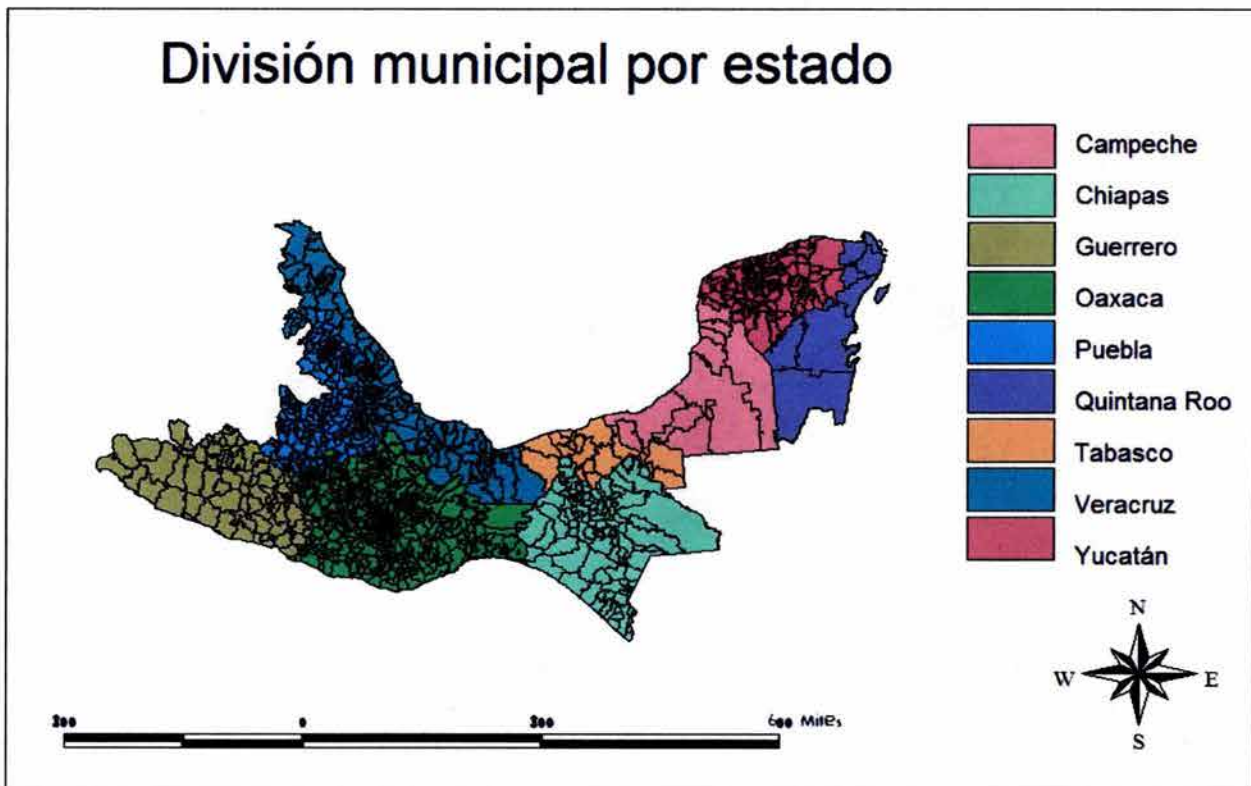 División municipal por estado
Campeche
Chiapas
Guerrero
Oaxaca
Puebla
Quintana Roo
Tabasco
Veracruz
Yucatán
N
W E
S
300 0 300 600 Miles